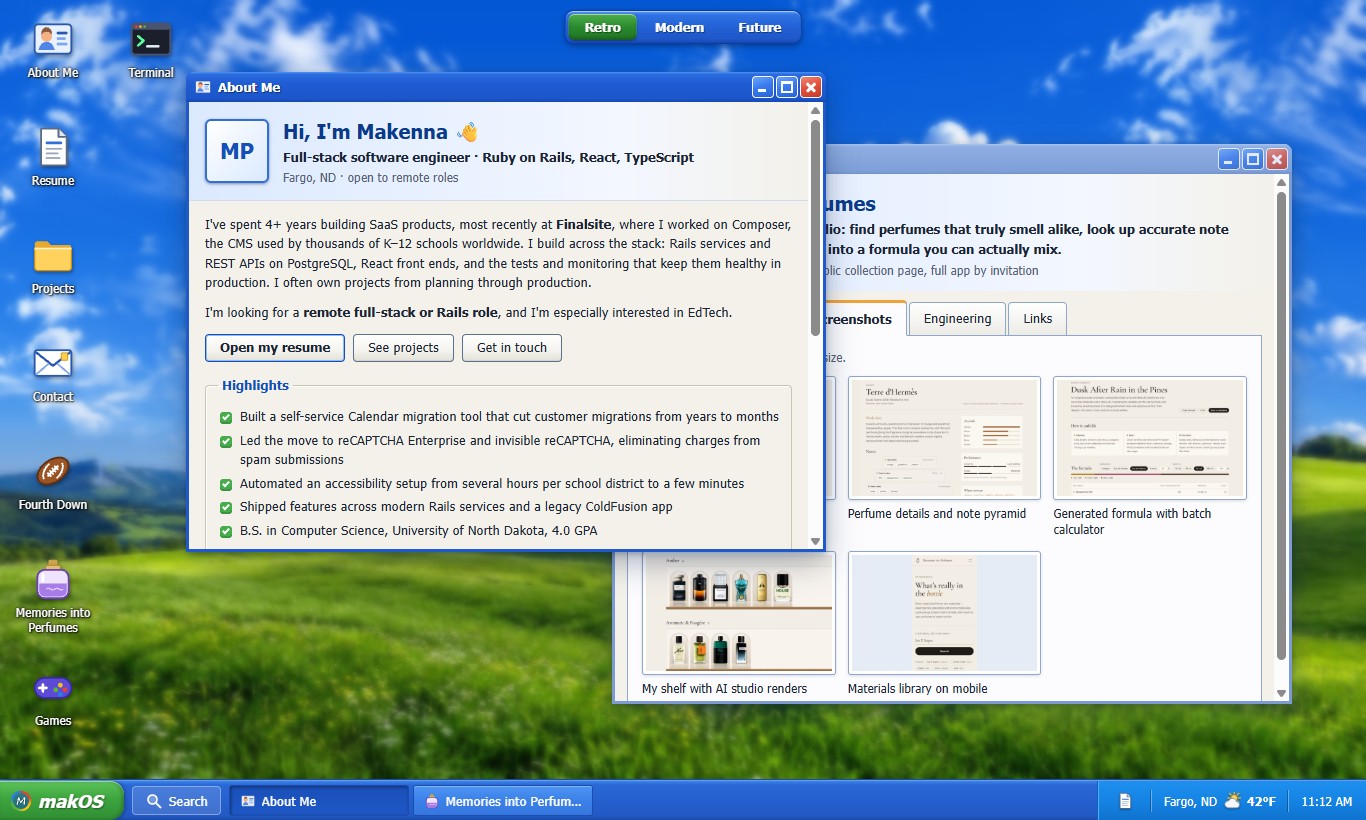 Retro
Modern
Future
About Me
Terminal
Resume
Projects
Contact
Fourth Down
Memories into
Perfumes
Games
About Me
MP
Hi, I'm Makenna
Full-stack software engineer · Ruby on Rails, React, TypeScript
Fargo, ND · open to remote roles
I've spent 4+ years building SaaS products, most recently at Finalsite, where I worked on Composer,
the CMS used by thousands of K–12 schools worldwide. I build across the stack: Rails services and
REST APIs on PostgreSQL, React front ends, and the tests and monitoring that keep them healthy in
production. I often own projects from planning through production.
I'm looking for a remote full-stack or Rails role, and I'm especially interested in EdTech.
Open my resume
See projects
Get in touch
Highlights
Built a self-service Calendar migration tool that cut customer migrations from years to months
Led the move to reCAPTCHA Enterprise and invisible reCAPTCHA, eliminating charges from
spam submissions
Automated an accessibility setup from several hours per school district to a few minutes
Shipped features across modern Rails services and a legacy ColdFusion app
B.S. in Computer Science, University of North Dakota, 4.0 GPA
umes
lio: find perfumes that truly smell alike, look up accurate note
into a formula you can actually mix.
blic collection page, full app by invitation
reenshots
Engineering
Links
size.
Terre d'Hermès
Perfume details and note pyramid
Dusk After Rain in the Pines
How to unfold it
The formula
Generated formula with batch
calculator
Amber
Aromatic & Fougère
My shelf with AI studio renders
What's really in
the bottle
Materials library on mobile
makOS
Search
About Me
Memories into Perfum...
Fargo, ND
42°F
11:12 AM